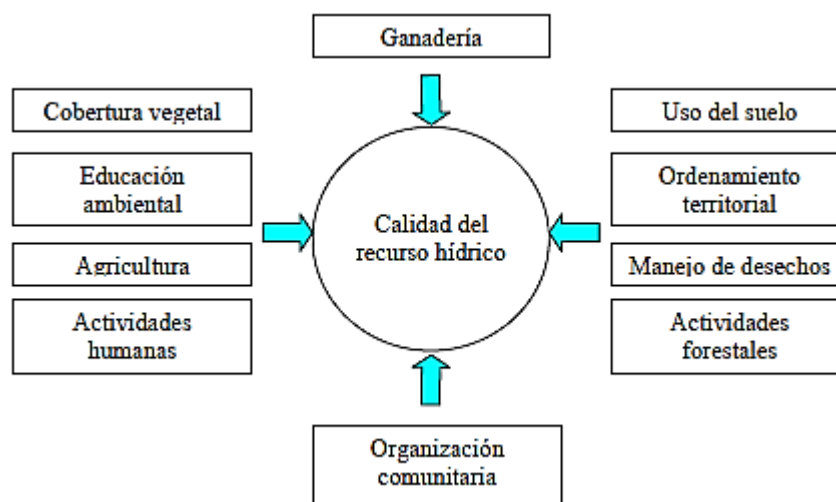 Ganadería
Cobertura vegetal
Educación
ambiental
Agricultura
Actividades
humanas
Calidad del
recurso hídrico
Uso del suelo
Ordenamiento
territorial
Manejo de desechos
Actividades
forestales
Organización
comunitaria